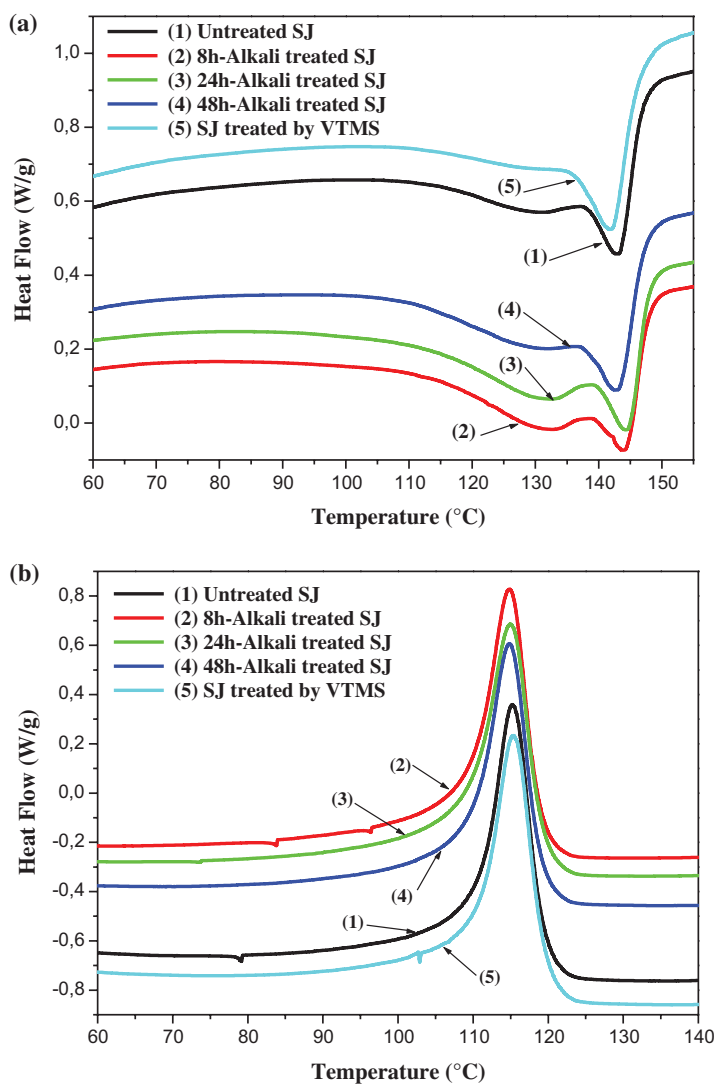 (a)
(1) Untreated SJ
(2) 8h-Alkali treated SJ
(3) 24h-Alkali treated SJ
(4) 48h-Alkali treated SJ
(5) SJ treated by VTMS
1,0
0,8
0,6
0,4
0,2
0,0
Heat Flow (W/g)
(5)
(1)
(4)
(3)
(2)
60 70 80 90 100 110 120 130 140 150
Temperature (°C)
(b)
(1) Untreated SJ
(2) 8h-Alkali treated SJ
(3) 24h-Alkali treated SJ
(4) 48h-Alkali treated SJ
(5) SJ treated by VTMS
0,8
0,6
0,4
0,2
0,0
-0,2
-0,4
-0,6
-0,8
Heat Flow (W/g)
(2)
(3)
(4)
(1)
(5)
60 70 80 90 100 110 120 130 140
Temperature (°C)